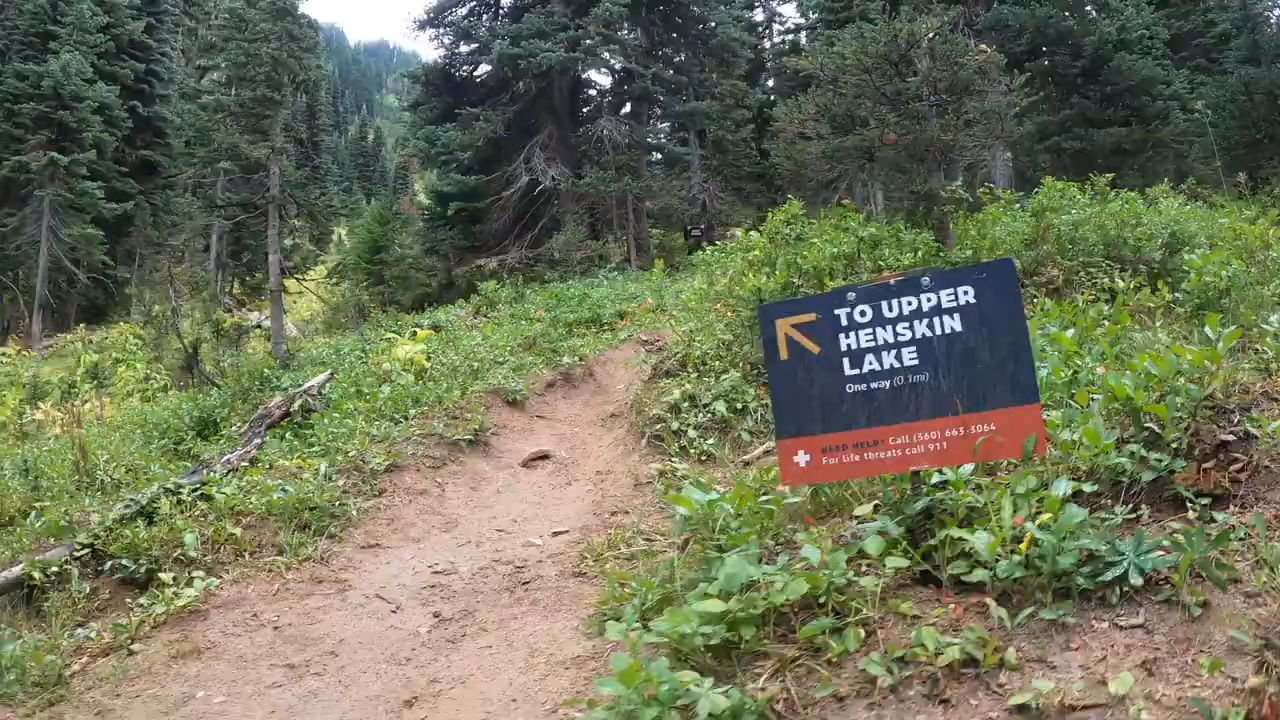 TO UPPER
HENSKIN
LAKE
One way (0.1mi)
NEED HELP? Call (360) 663-3064
For life threats call 911